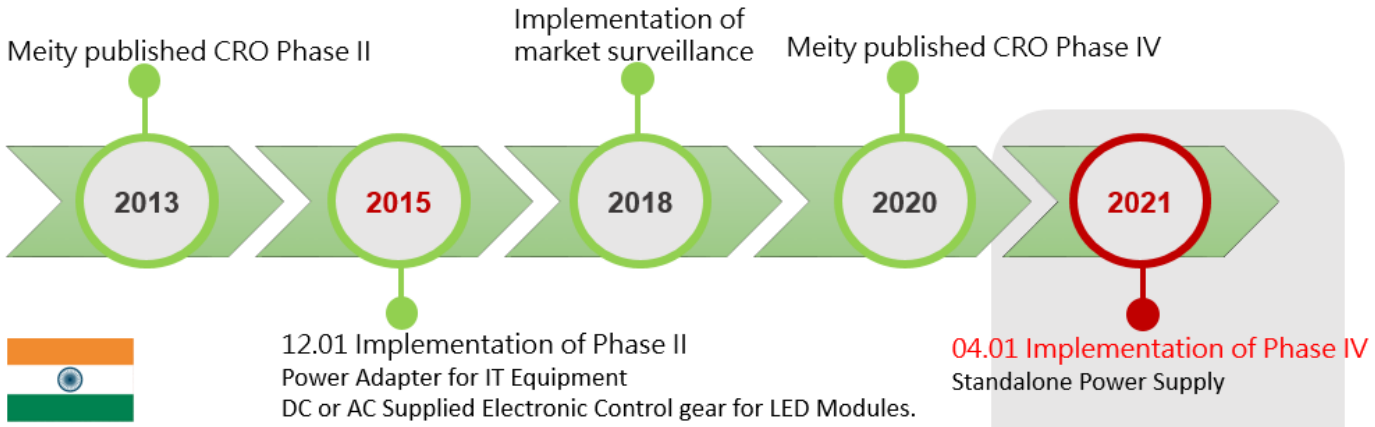 Meity published CRO Phase II
Implementation of
market surveillance
Meity published CRO Phase IV
2013
2015
2018
2020
2021
12.01 Implementation of Phase II
Power Adapter for IT Equipment
DC or AC Supplied Electronic Control gear for LED Modules.
04.01 Implementation of Phase IV
Standalone Power Supply